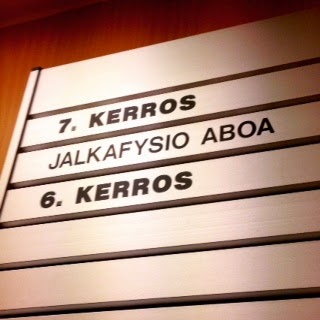 7. KERROS
JALKAFYSIO ABOA
6. KERROS